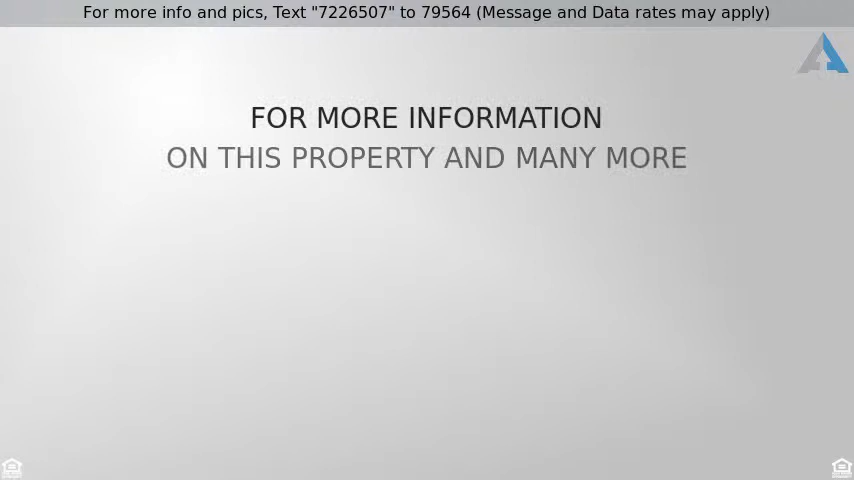 For more info and pics, Text "7226507" to 79564 (Message and Data rates may apply)
FOR MORE INFORMATION
ON THIS PROPERTY AND MANY MORE